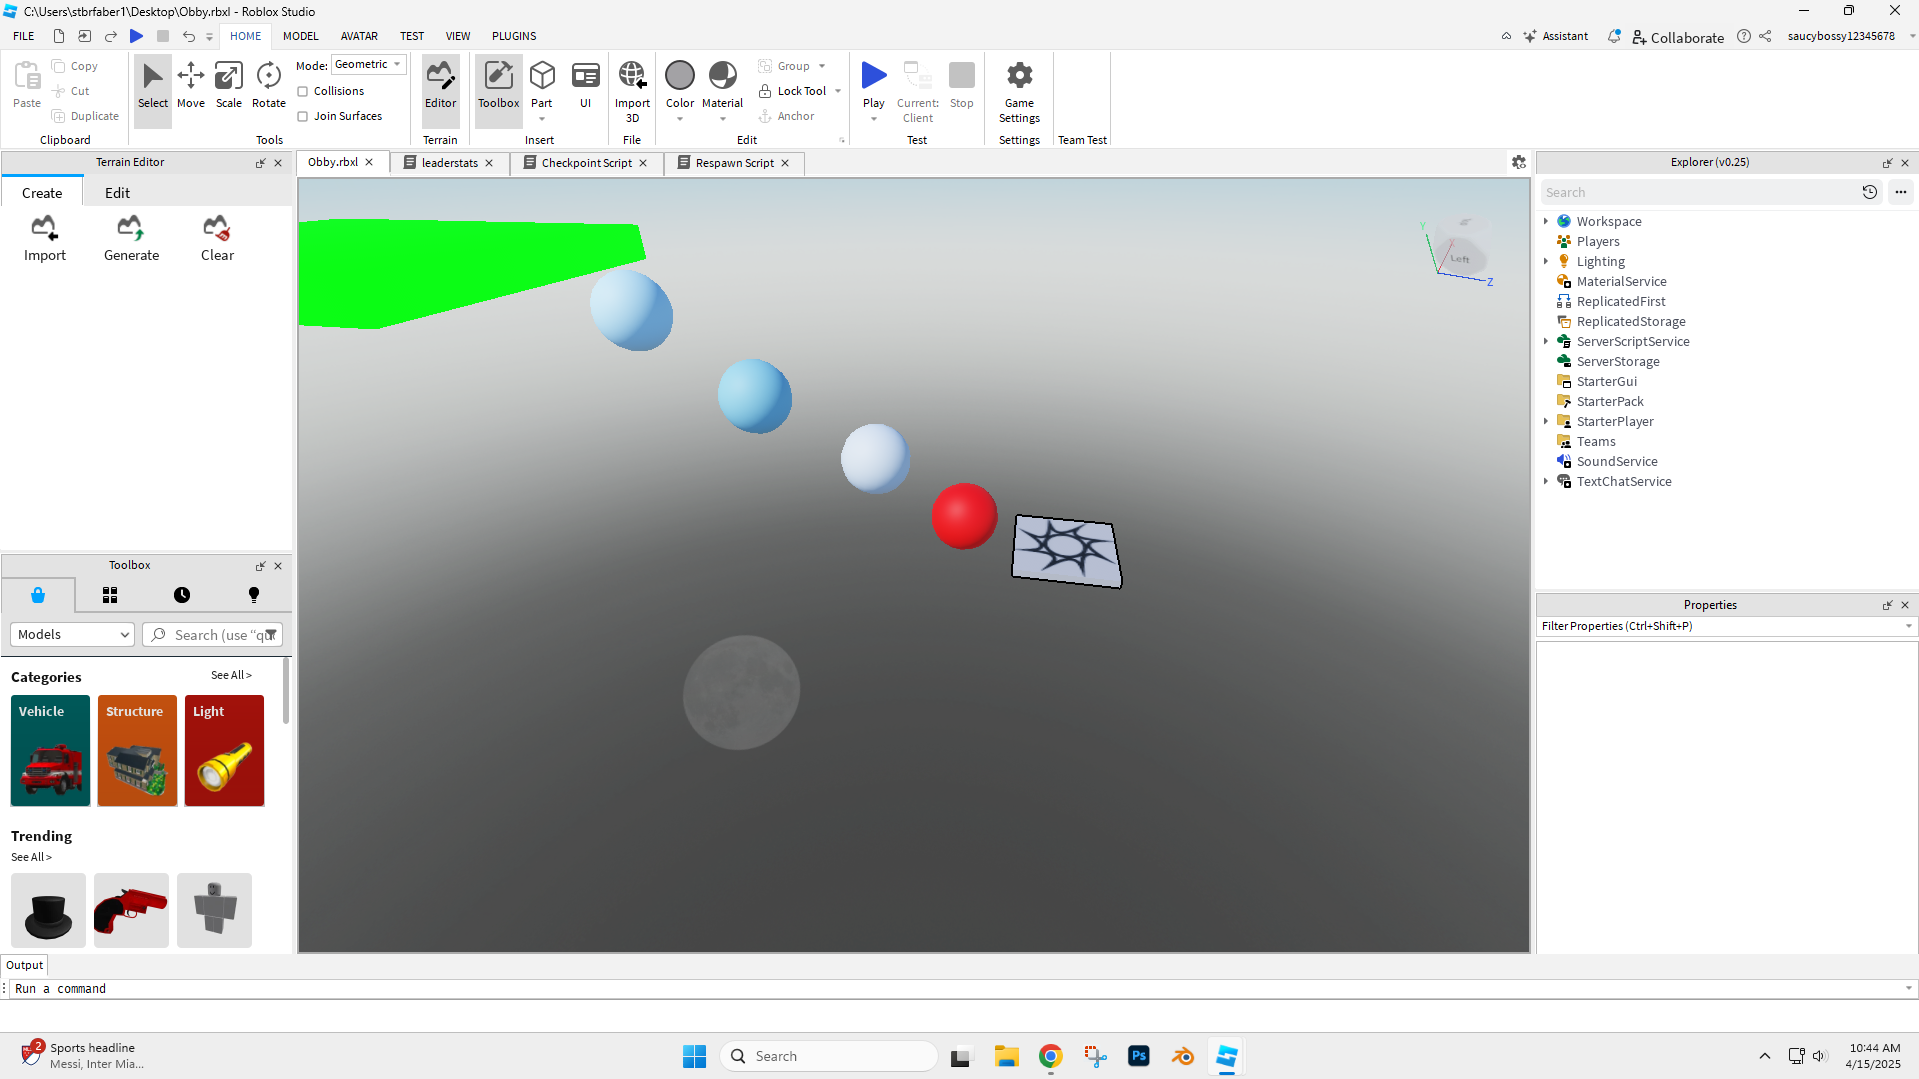 C:\Users\stbrfaber1\Desktop\Obby.rbxl - Roblox Studio
FILE
HOME
MODEL
AVATAR
TEST
VIEW
PLUGINS
Assistant
Collaborate
saucybossy12345678
Paste
Copy
Cut
Duplicate
Clipboard
Select
Move
Scale
Rotate
Mode: Geometric
Collisions
Join Surfaces
Tools
Editor
Terrain
Toolbox
Part
UI
Insert
Import
3D
File
Color
Material
Group
Lock Tool
Anchor
Edit
Play
Current:
Client
Stop
Test
Game
Settings
Settings
Team Test
Terrain Editor
Create
Edit
Import
Generate
Clear
Obby.rbxl
leaderstats
Checkpoint Script
Respawn Script
Y
Left
Z
Explorer (v0.25)
Search
Workspace
Players
Lighting
MaterialService
ReplicatedFirst
ReplicatedStorage
ServerScriptService
ServerStorage
StarterGui
StarterPack
StarterPlayer
Teams
SoundService
TextChatService
Properties
Filter Properties (Ctrl+Shift+P)
Toolbox
Models
Search (use "qu
Categories
See All >
Vehicle
Structure
Light
Trending
See All >
Output
Run a command
2
Sports headline
Messi, Inter Mia...
Search
Ps
10:44 AM
4/15/2025